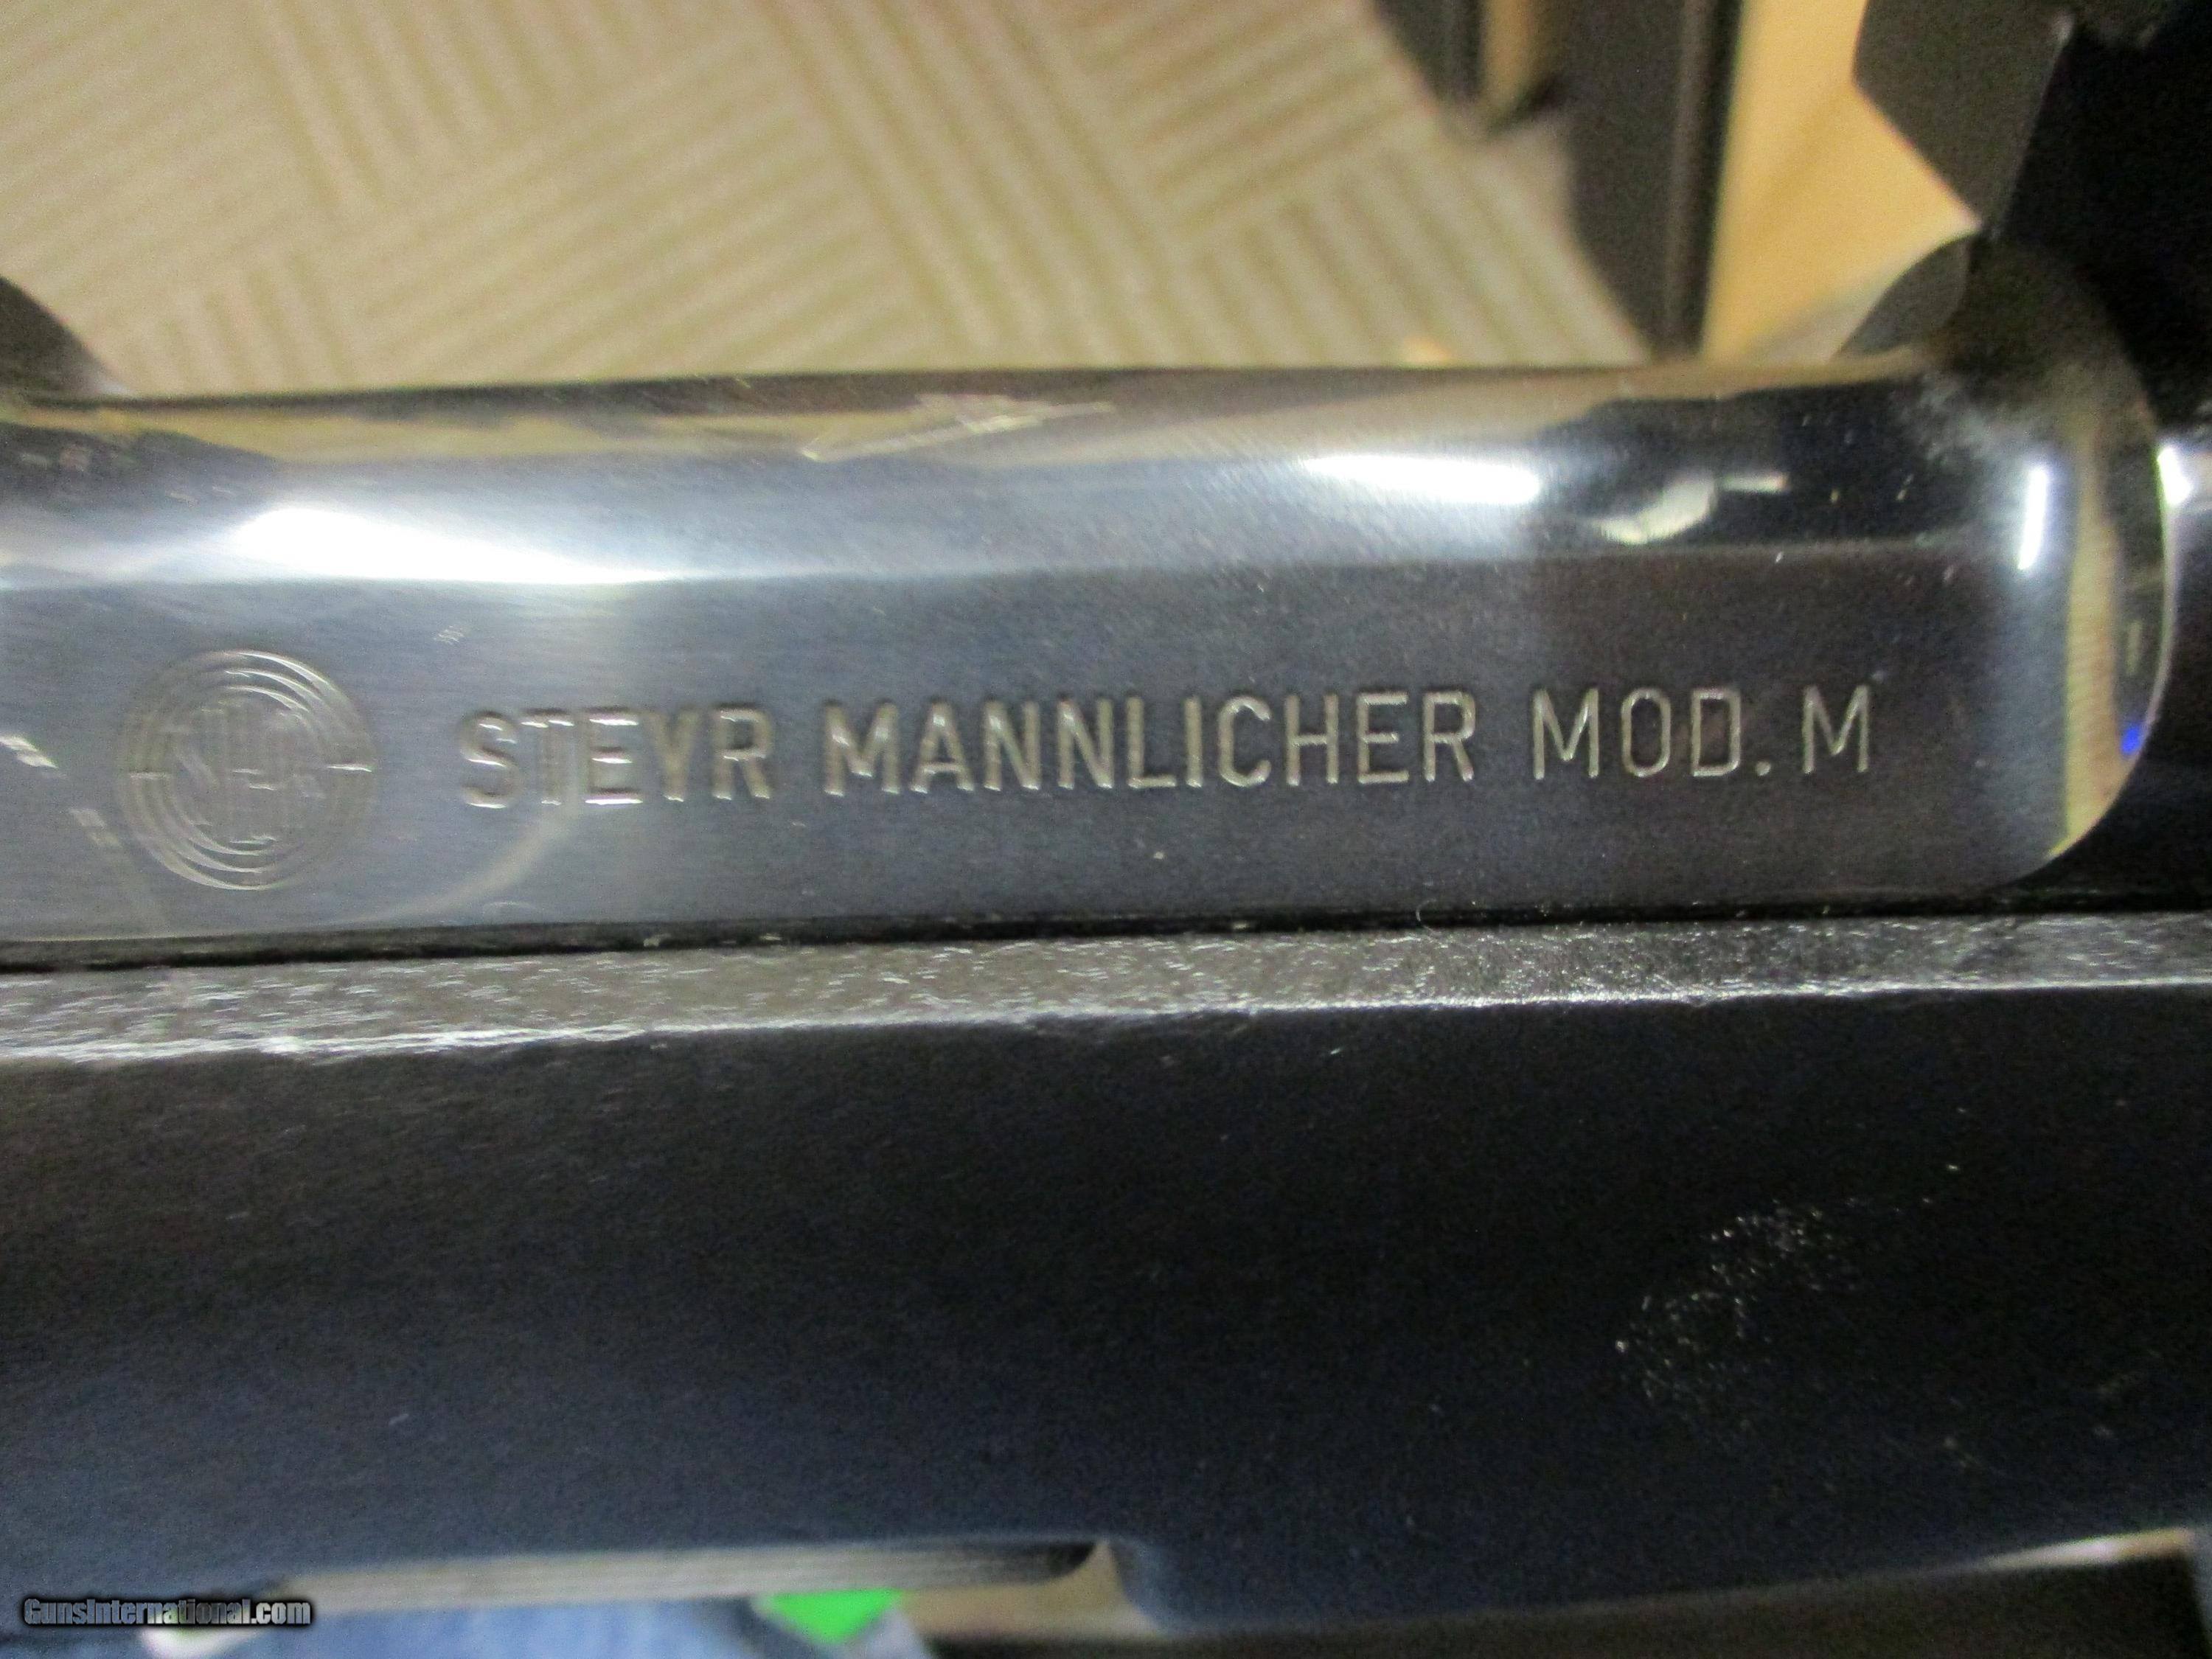 STEYR MANNLICHER MOD. M
GunsInternational.com